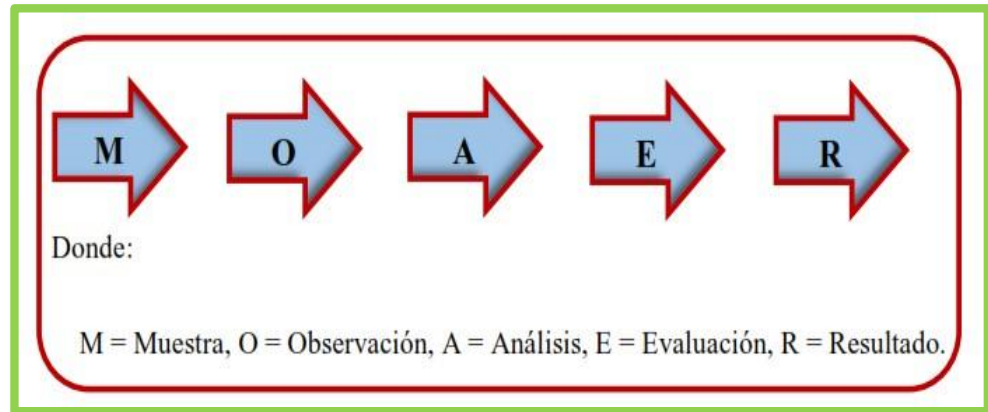 M O A E R
Donde:
M = Muestra, O = Observación, A = Análisis, E = Evaluación, R = Resultado.